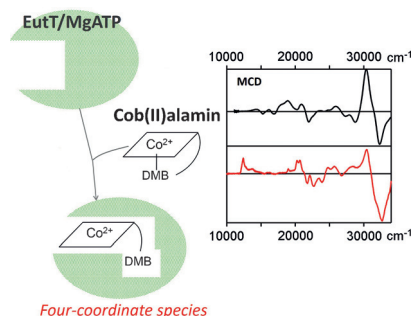 EutT/MgATP
10000 20000 30000 cm⁻¹
MCD
Cob(II)alamin
Co²⁺
DMB
10000 20000 30000 cm⁻¹
Co²⁺
DMB
Four-coordinate species